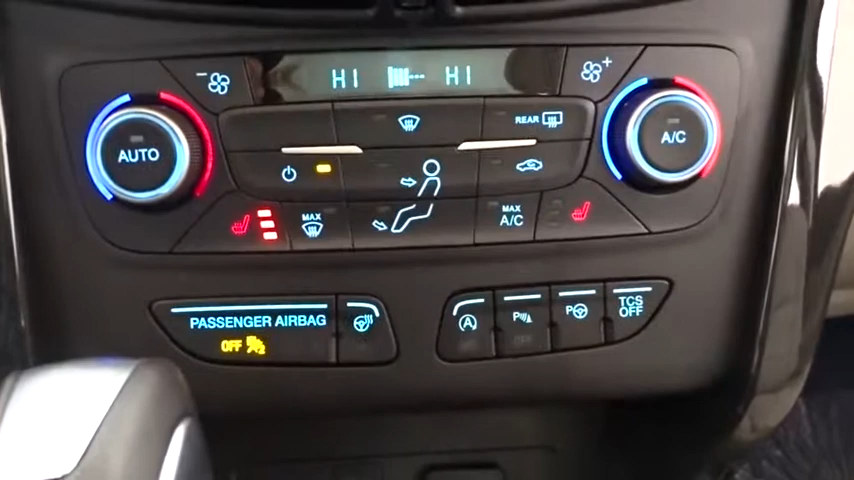 HI HI
REAR
AUTO
A/C
MAX
MAX
A/C
PASSENGER AIRBAG
OFF
A
P
P
TCS
OFF